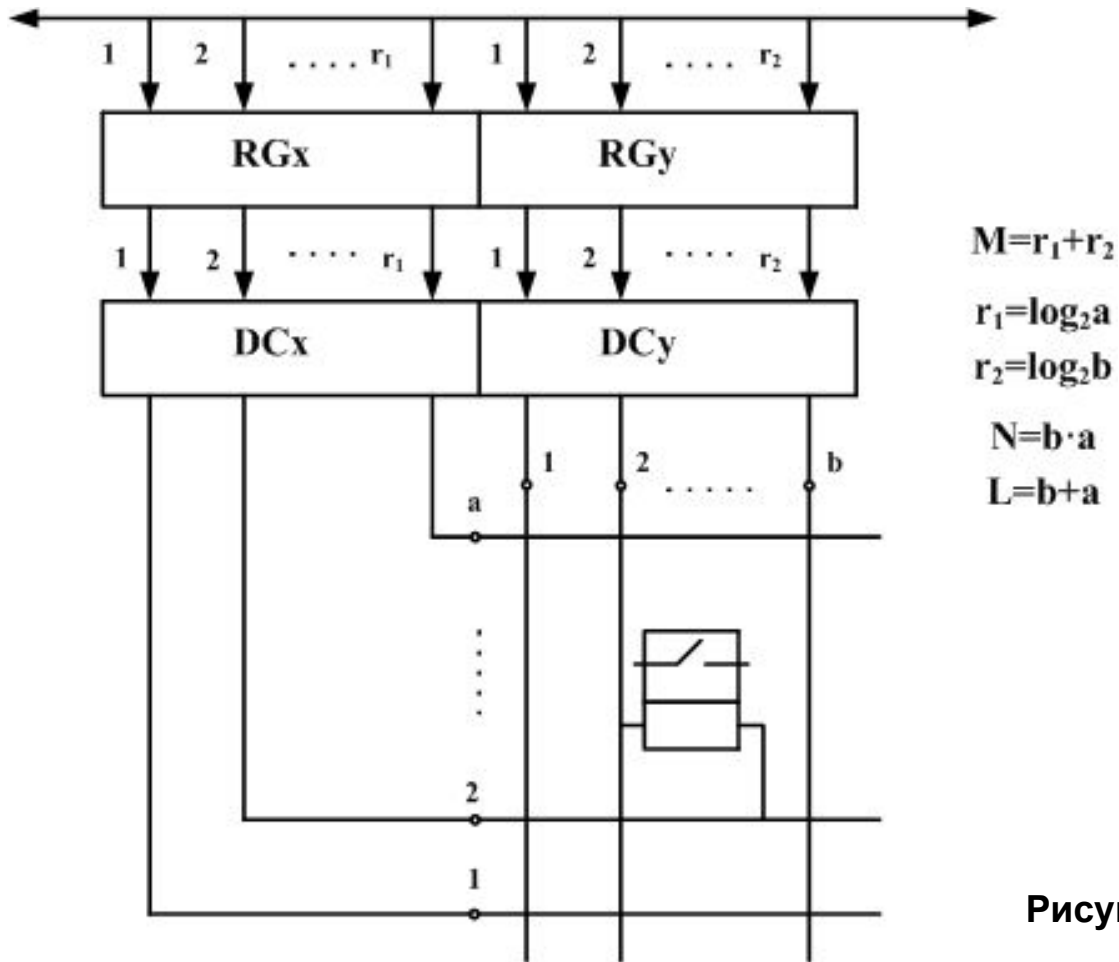 1 2 . . . . r₁ 1 2 . . . . r₂
RGx RGy
1 2 . . . . r₁ 1 2 . . . . r₂
M=r₁+r₂
r₁=log₂a
DCx DCy
r₂=log₂b
N=b·a
1 2 . . . . . b
L=b+a
a
2
1